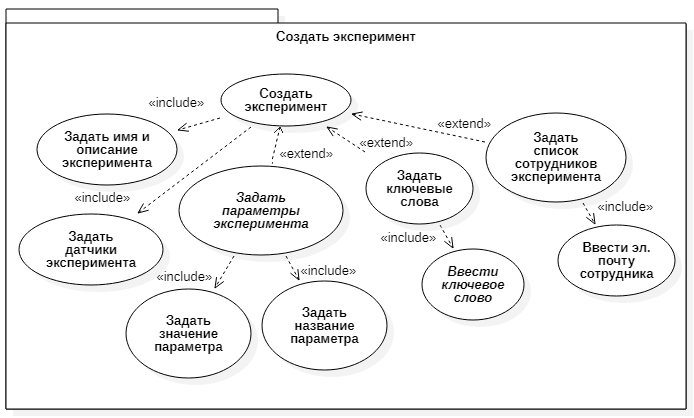 Создать эксперимент
Создать
эксперимент
«include»
Задать имя и
описание
эксперимента
«include»
Задать
датчики
эксперимента
«extend»
Задать
параметры
эксперимента
«include»
Задать
значение
параметра
«include»
Задать
название
параметра
«extend»
Задать
ключевые
слова
«include»
Ввести
ключевое
слово
«extend»
Задать
список
сотрудников
эксперимента
«include»
Ввести эл.
почту
сотрудника